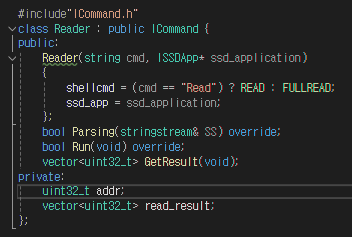 #include"ICommand.h"
class Reader : public ICommand {
public:
Reader(string cmd, ISSDApp* ssd_application)
{
shellcmd = (cmd == "Read") ? READ : FULLREAD;
ssd_app = ssd_application;
};
bool Parsing(stringstream& SS) override;
bool Run(void) override;
vector<uint32_t> GetResult(void);
private:
uint32_t addr;
vector<uint32_t> read_result;
};